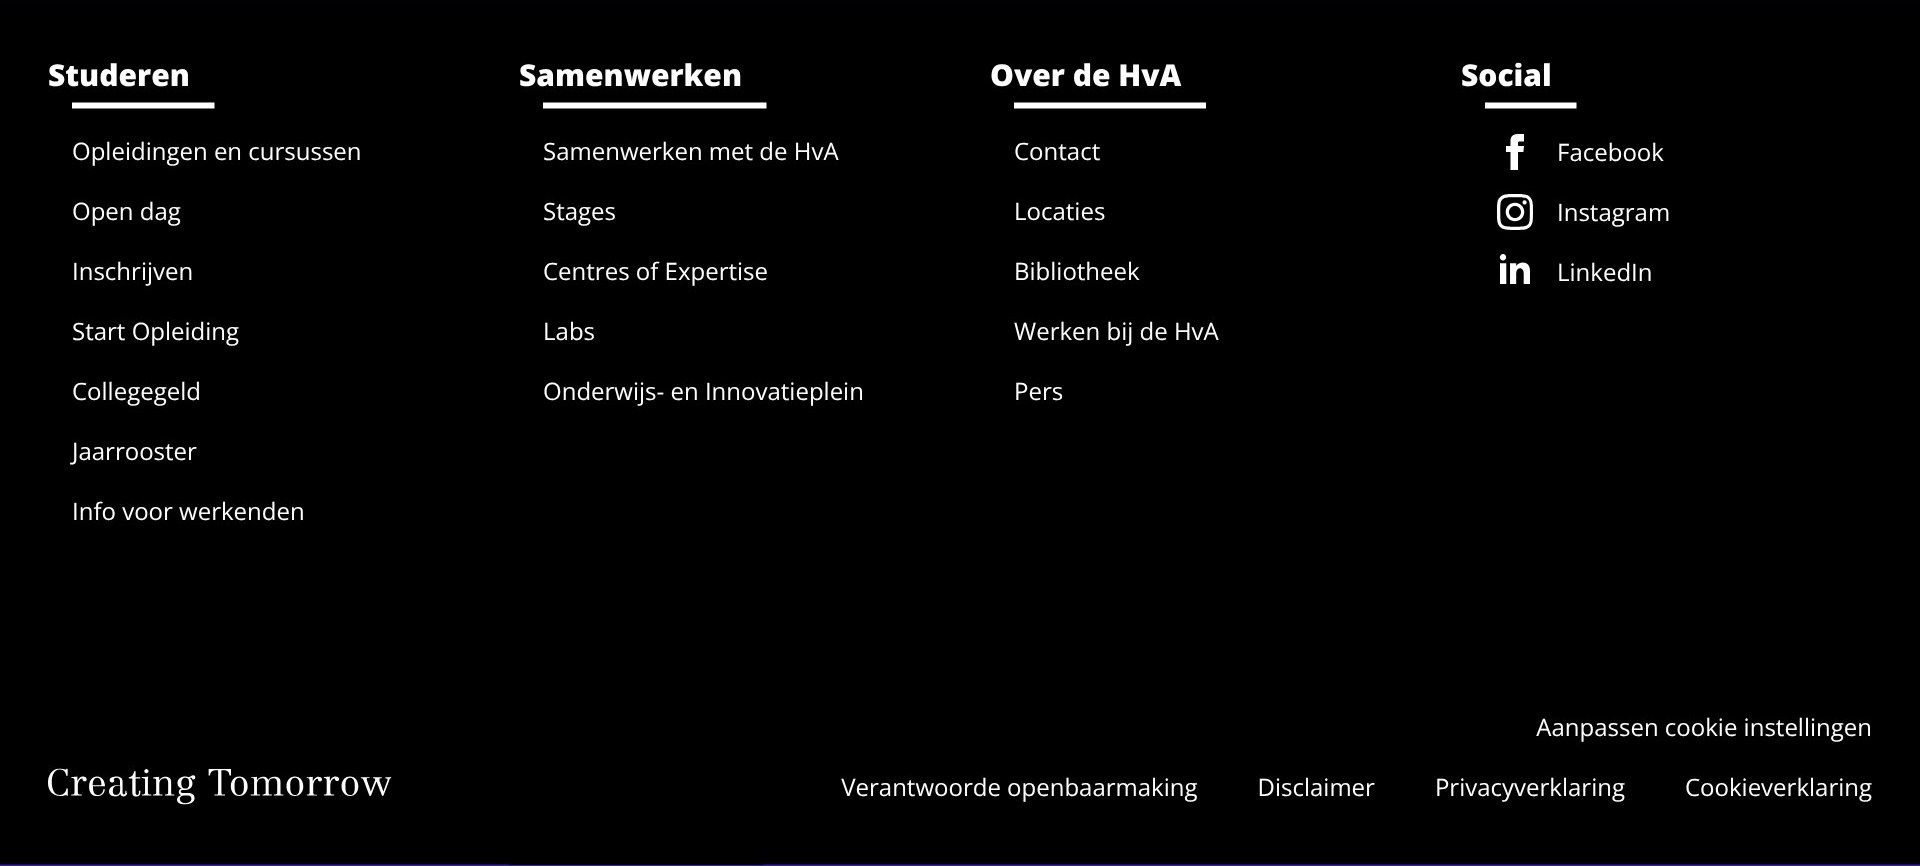 Studeren
Opleidingen en cursussen
Open dag
Inschrijven
Start Opleiding
Collegegeld
Jaarrooster
Info voor werkenden
Samenwerken
Samenwerken met de HvA
Stages
Centres of Expertise
Labs
Onderwijs- en Innovatieplein
Over de HvA
Contact
Locaties
Bibliotheek
Werken bij de HvA
Pers
Social
Facebook
Instagram
LinkedIn
Aanpassen cookie instellingen
Creating Tomorrow
Verantwoorde openbaarmaking
Disclaimer
Privacyverklaring
Cookieverklaring